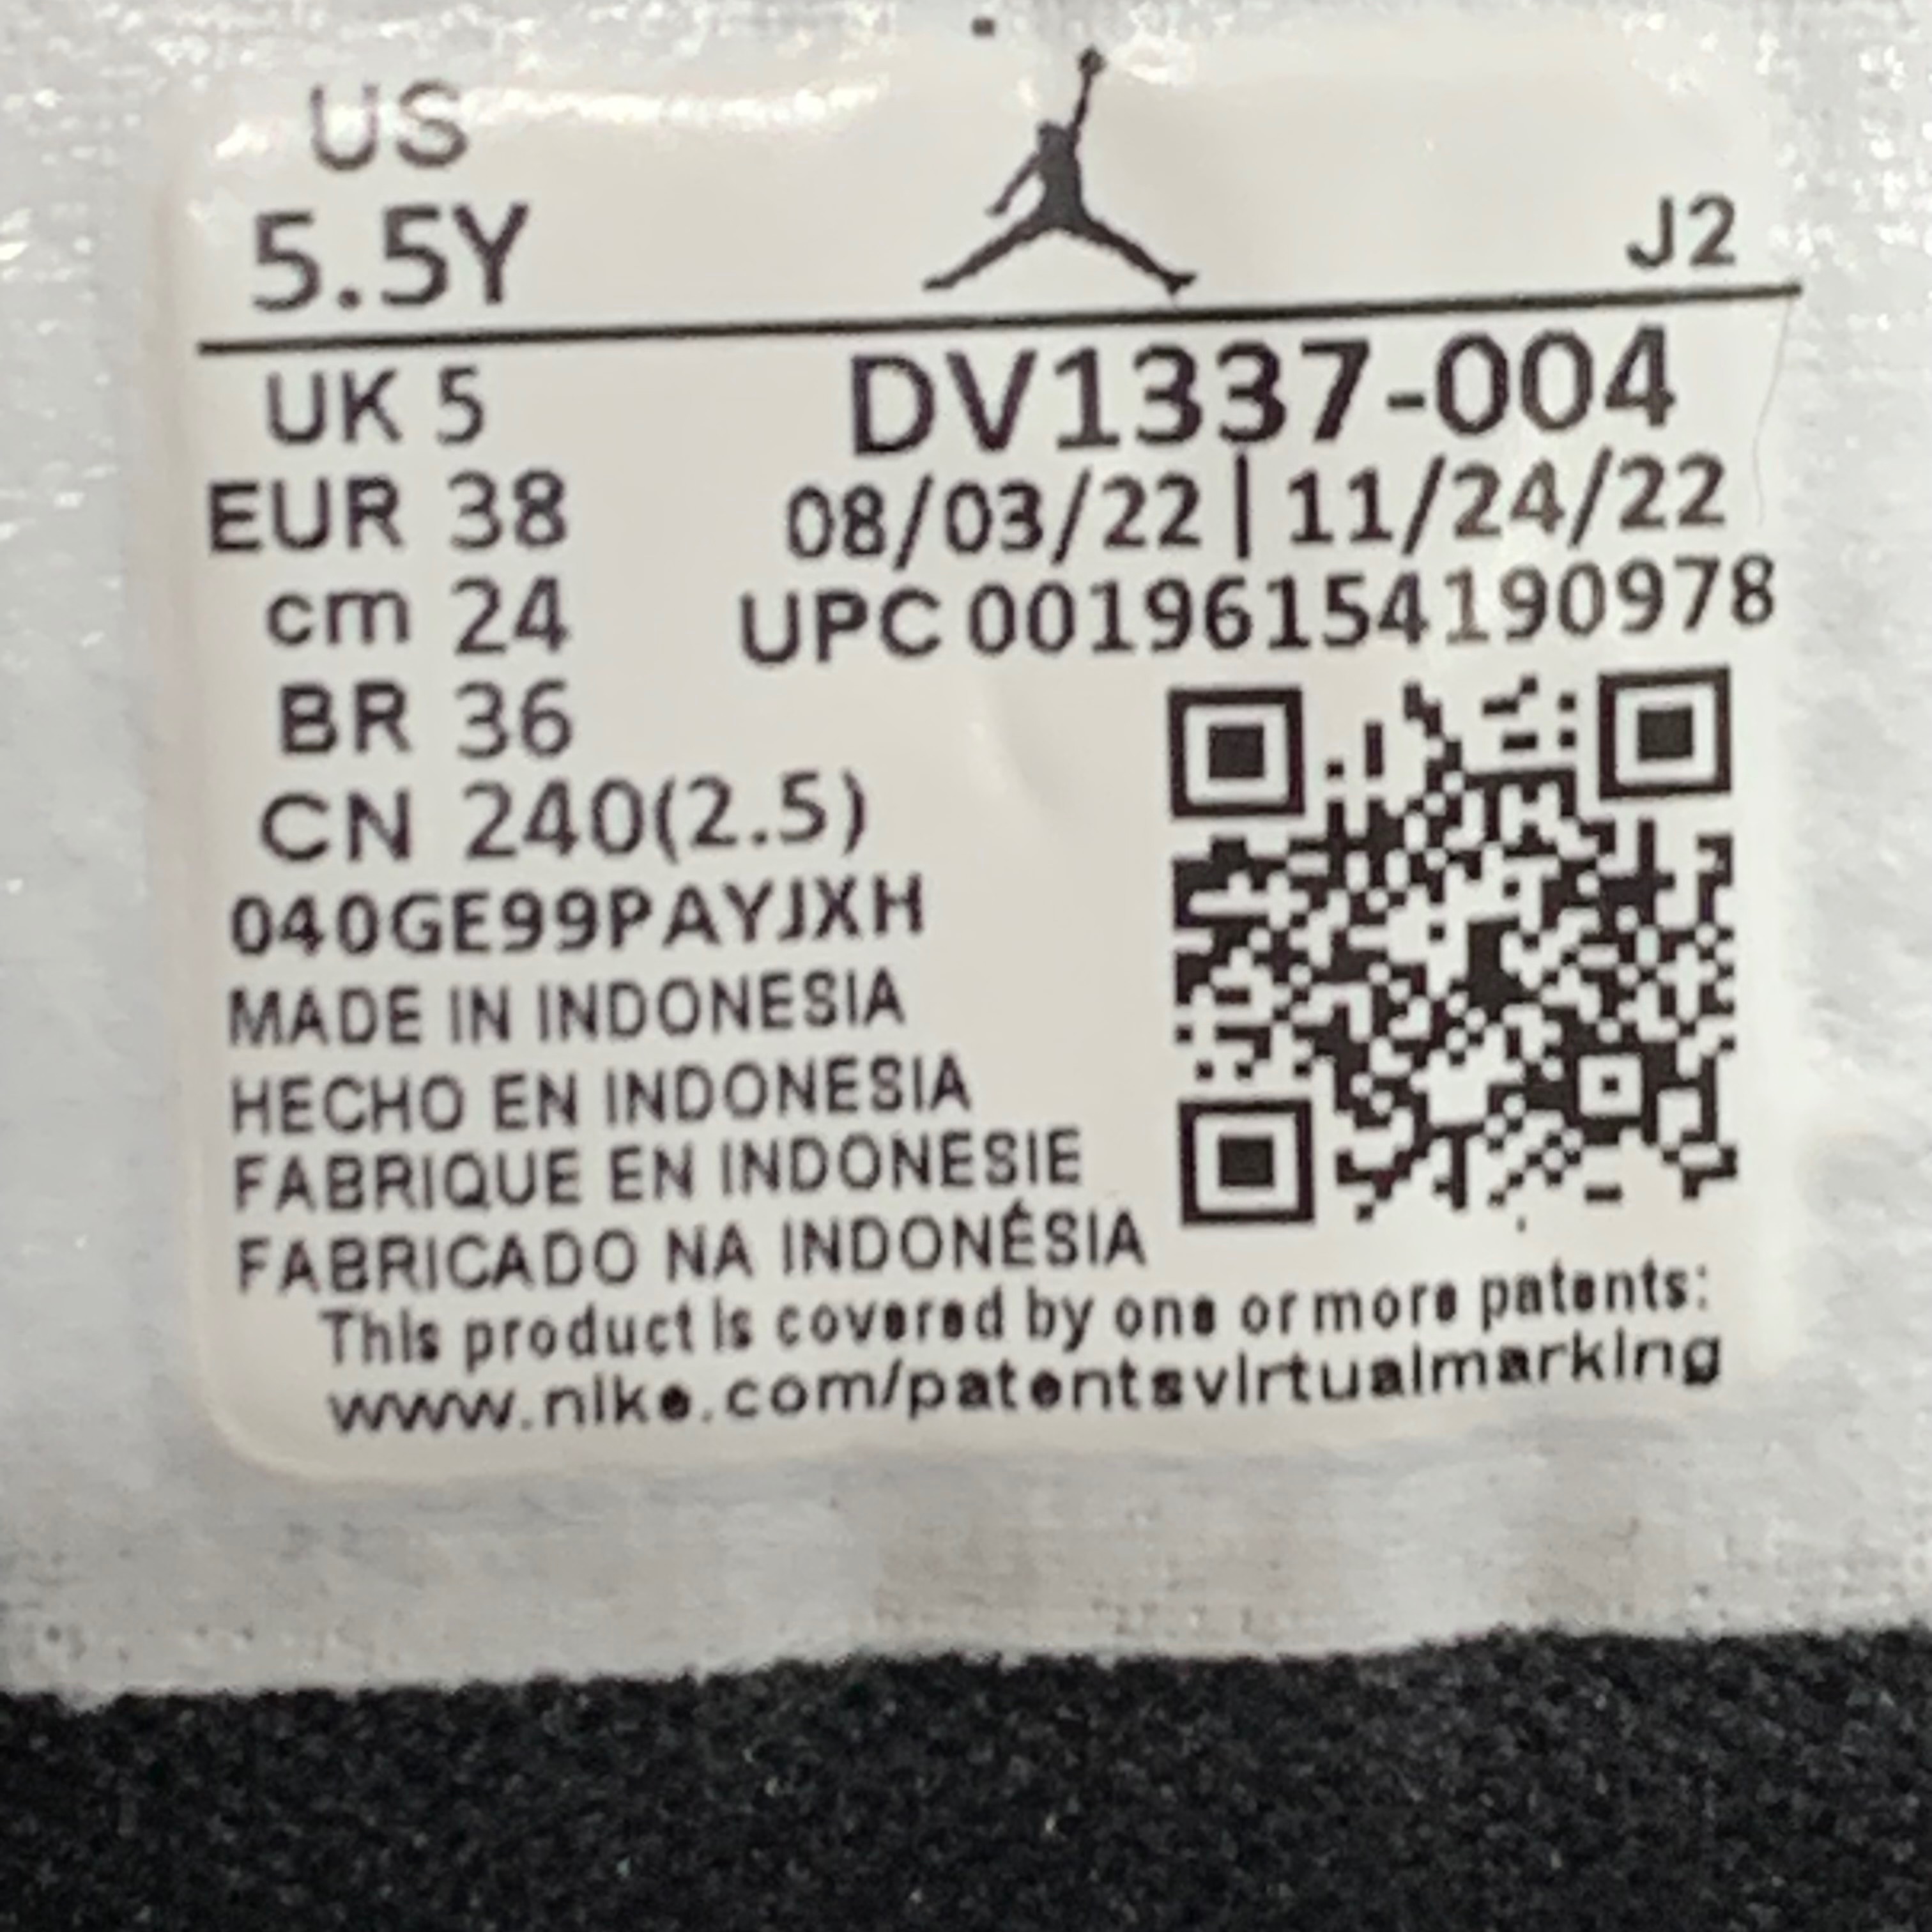 US
5.5Y
J2
UK 5
DV1337-004
EUR 38
08/03/22 | 11/24/22
cm 24
UPC 00196154190978
BR 36
CN 240(2.5)
040GE99PAYJXH
MADE IN INDONESIA
HECHO EN INDONESIA
FABRIQUE EN INDONESIE
FABRICADO NA INDONÉSIA
This product is covered by one or more patents:
www.nike.com/patentsvirtualmarking